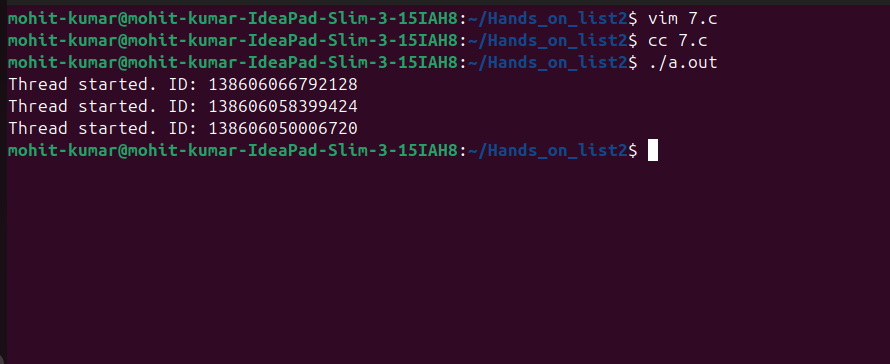 mohit-kumar@mohit-kumar-IdeaPad-Slim-3-15IAH8:~/Hands_on_list2$ vim 7.c
mohit-kumar@mohit-kumar-IdeaPad-Slim-3-15IAH8:~/Hands_on_list2$ cc 7.c
mohit-kumar@mohit-kumar-IdeaPad-Slim-3-15IAH8:~/Hands_on_list2$ ./a.out
Thread started. ID: 138606066792128
Thread started. ID: 138606058399424
Thread started. ID: 138606050006720
mohit-kumar@mohit-kumar-IdeaPad-Slim-3-15IAH8:~/Hands_on_list2$